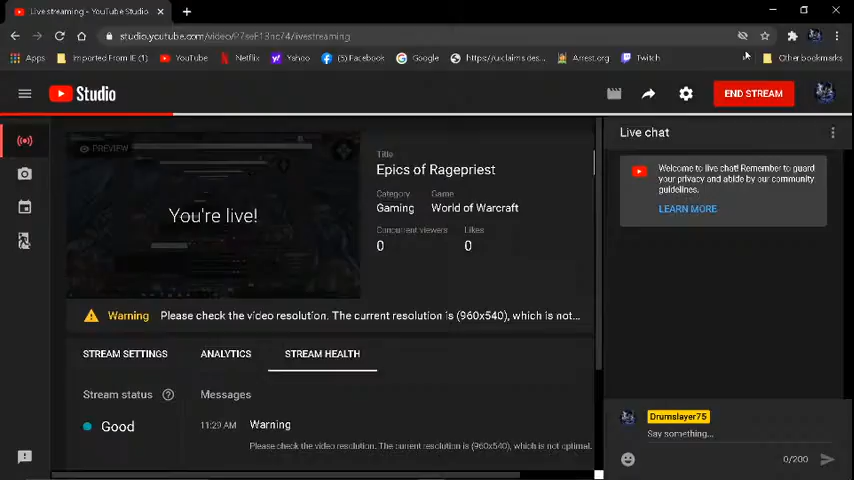 Live streaming - YouTube Studio
Apps
Imported From IE (1)
YouTube
Netflix
Yahoo
(3) Facebook
Google
https://uk.claims.des...
Arrest.org
Twitch
Other bookmarks
Studio
END STREAM
PREVIEW
You're live!
Title
Epics of Ragepriest
Category
Game
Gaming
World of Warcraft
Concurrent viewers
Likes
0
0
Warning
Please check the video resolution. The current resolution is (960x540), which is not...
STREAM SETTINGS
ANALYTICS
STREAM HEALTH
Stream status
Messages
Good
11:29 AM
Warning
Please check the video resolution. The current resolution is (960x540), which is not optimal.
Live chat
Welcome to live chat! Remember to guard
your privacy and abide by our community
guidelines.
LEARN MORE
Drumslayer75
Say something...
0/200